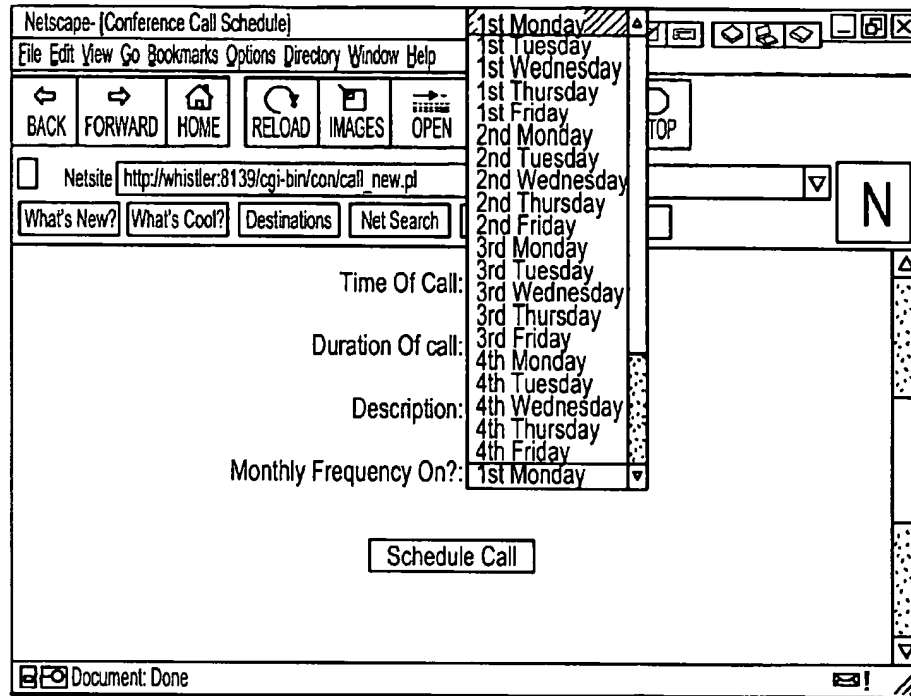 Netscape- [Conference Call Schedule]
File Edit View Go Bookmarks Options Directory Window Help
BACK FORWARD HOME RELOAD IMAGES OPEN TOP
Netsite http://whistler:8139/cgi-bin/con/call_new.pl
What's New? What's Cool? Destinations Net Search
N
1st Monday
1st Tuesday
1st Wednesday
1st Thursday
1st Friday
2nd Monday
2nd Tuesday
2nd Wednesday
2nd Thursday
2nd Friday
3rd Monday
3rd Tuesday
3rd Wednesday
3rd Thursday
3rd Friday
4th Monday
4th Tuesday
4th Wednesday
4th Thursday
4th Friday
Time Of Call:
Duration Of call:
Description:
Monthly Frequency On?: 1st Monday
Schedule Call
Document: Done